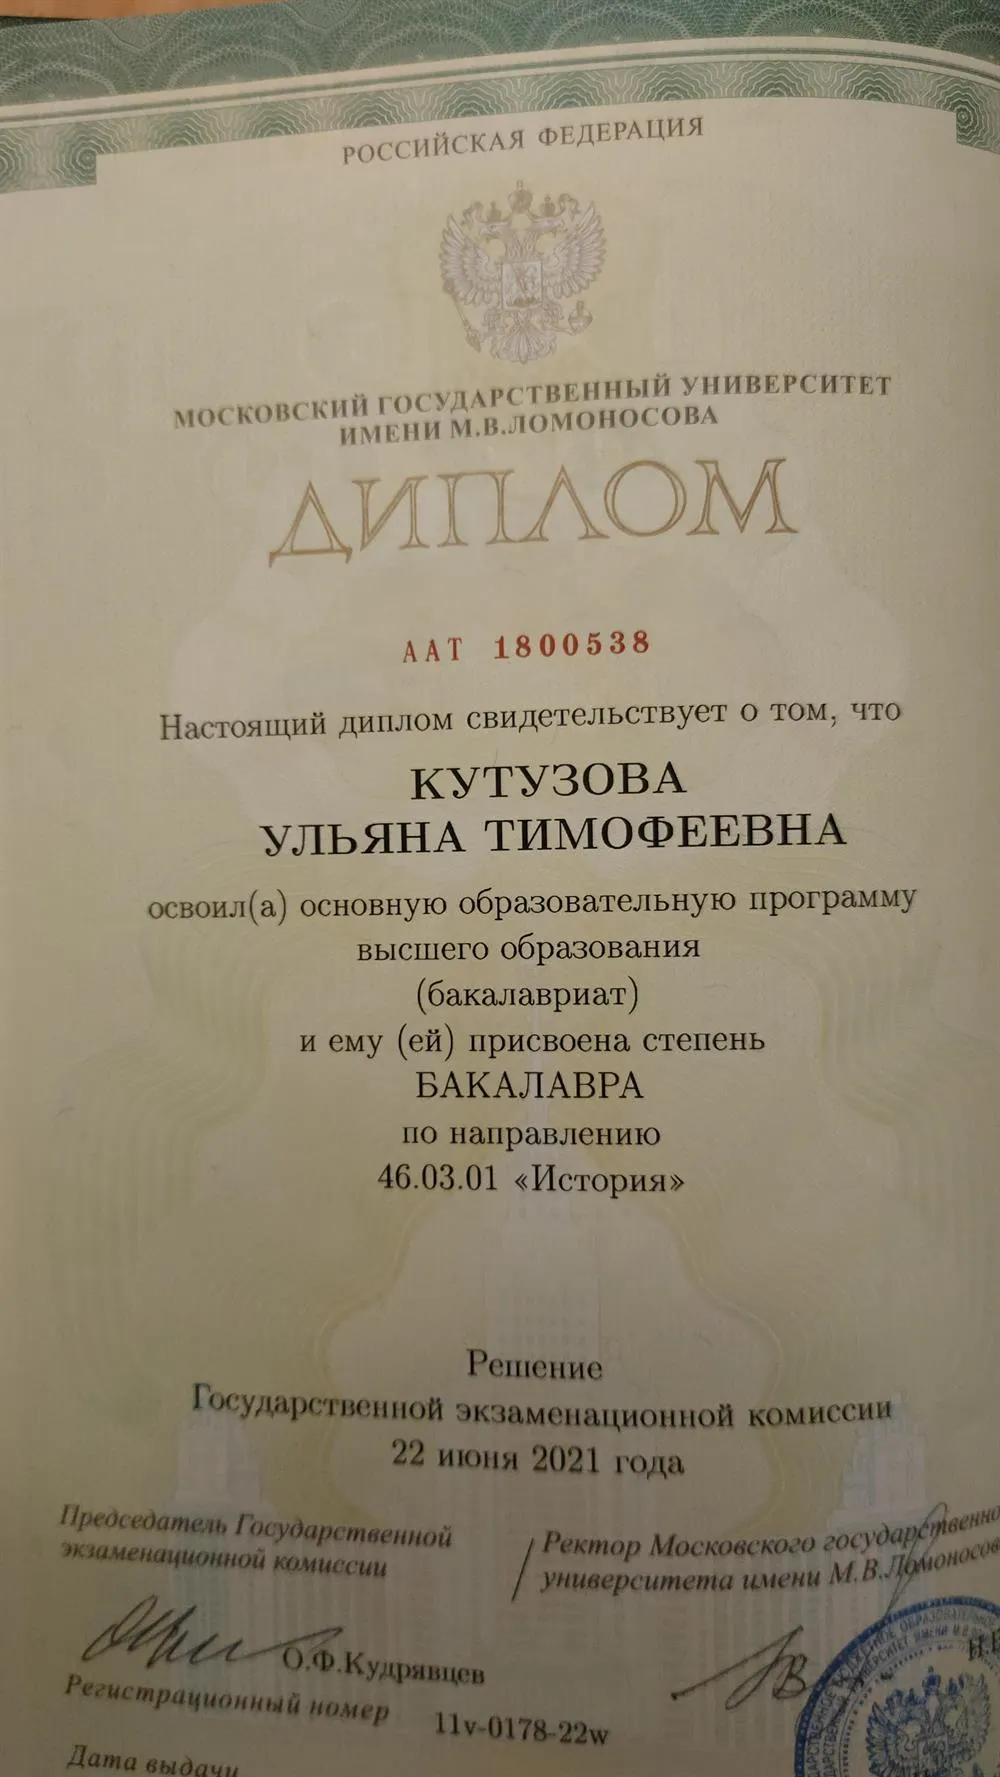 РОССИЙСКАЯ ФЕДЕРАЦИЯ
МОСКОВСКИЙ ГОСУДАРСТВЕННЫЙ УНИВЕРСИТЕТ
ИМЕНИ М.В.ЛОМОНОСОВА
ДИПЛОМ
ААТ 1800538
Настоящий диплом свидетельствует о том, что
КУТУЗОВА
УЛЬЯНА ТИМОФЕЕВНА
освоил(а) основную образовательную программу
высшего образования
(бакалавриат)
и ему (ей) присвоена степень
БАКАЛАВРА
по направлению
46.03.01 «История»
Решение
Государственной экзаменационной комиссии
22 июня 2021 года
Председатель Государственной
экзаменационной комиссии
О.Ф.Кудрявцев
Регистрационный номер 11v-0178-22w
Дата выдачи
Ректор Московского государственно
университета имени М.В.Ломоносов